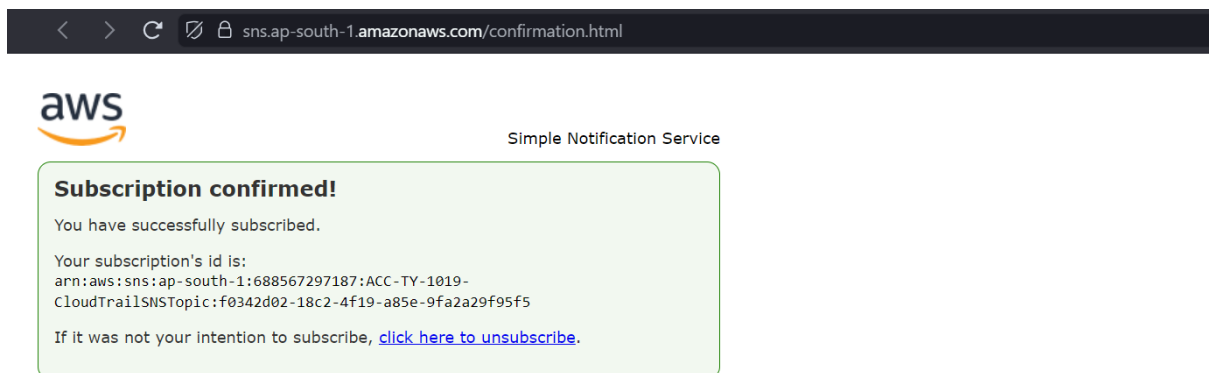 sns.ap-south-1.amazonaws.com/confirmation.html
aws
Simple Notification Service
Subscription confirmed!
You have successfully subscribed.
Your subscription's id is:
arn:aws:sns:ap-south-1:688567297187:ACC-TY-1019-
CloudTrailSNSTopic:f0342d02-18c2-4f19-a85e-9fa2a29f95f5
If it was not your intention to subscribe, click here to unsubscribe.